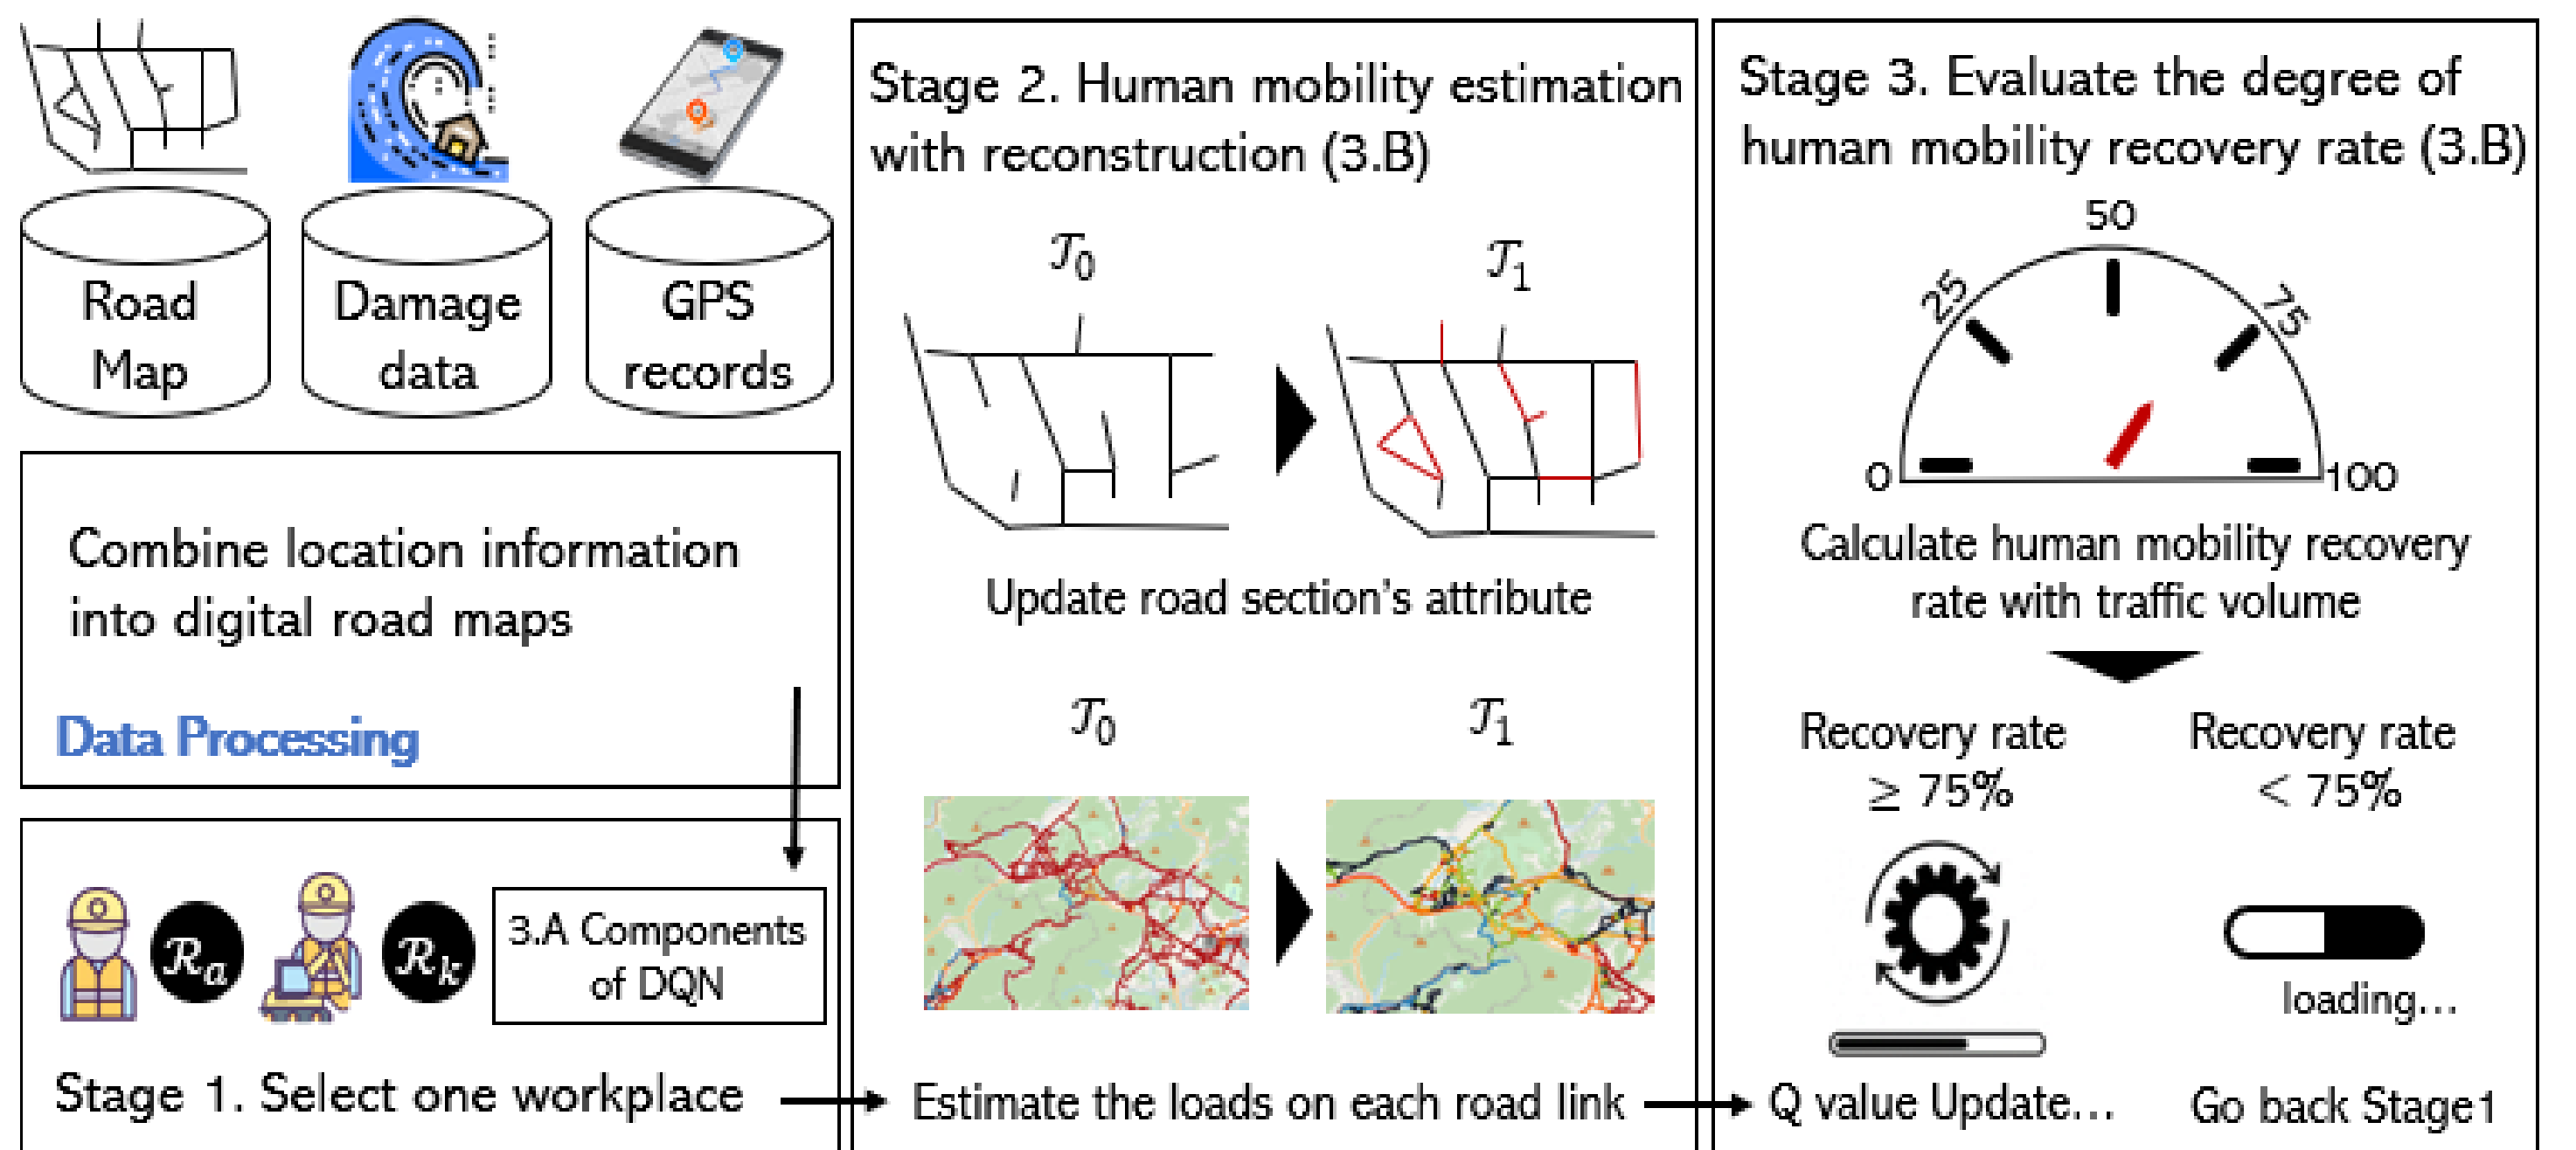 Road
Map
Damage
data
GPS
records
Combine location information
into digital road maps
Data Processing
ℛa
ℛk
3.A Components
of DQN
Stage 1. Select one workplace
Stage 2. Human mobility estimation
with reconstruction (3.B)
𝒯0
𝒯1
Update road section's attribute
𝒯0
𝒯1
Estimate the loads on each road link
Stage 3. Evaluate the degree of
human mobility recovery rate (3.B)
0
25
50
75
100
Calculate human mobility recovery
rate with traffic volume
Recovery rate
≥ 75%
Q value Update...
Recovery rate
< 75%
loading...
Go back Stage1